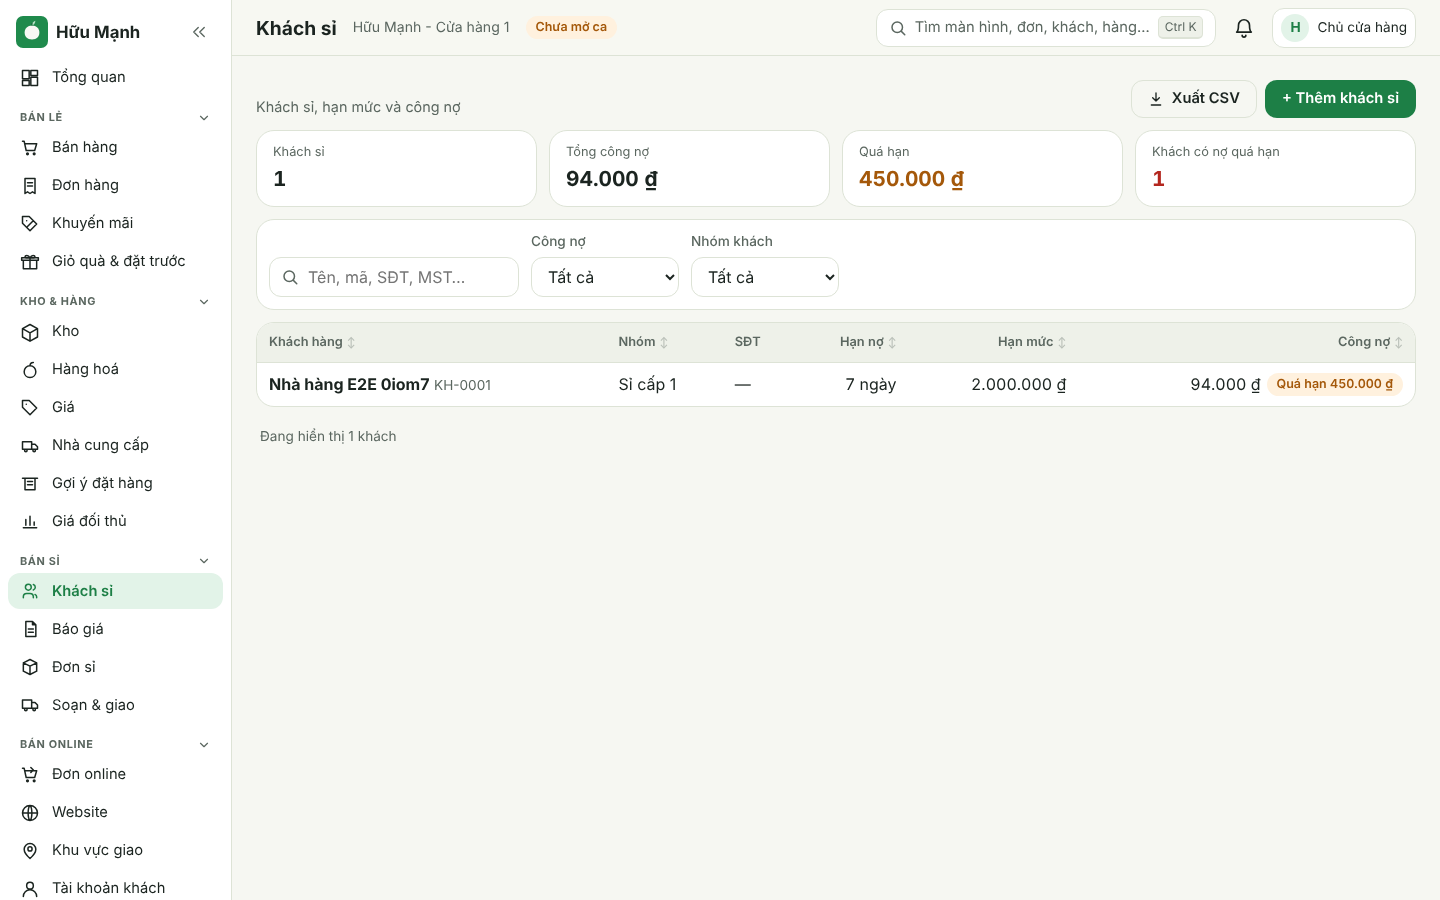 Hữu Mạnh
Tổng quan
BÁN LẺ
Bán hàng
Đơn hàng
Khuyến mãi
Giỏ quà & đặt trước
KHO & HÀNG
Kho
Hàng hoá
Giá
Nhà cung cấp
Gợi ý đặt hàng
Giá đối thủ
BÁN SỈ
Khách sỉ
Báo giá
Đơn sỉ
Soạn & giao
BÁN ONLINE
Đơn online
Website
Khu vực giao
Tài khoản khách
Khách sỉ Hữu Mạnh - Cửa hàng 1 Chưa mở ca Tìm màn hình, đơn, khách, hàng... Ctrl K H Chủ cửa hàng
Khách sỉ, hạn mức và công nợ Xuất CSV + Thêm khách sỉ
Khách sỉ Tổng công nợ Quá hạn Khách có nợ quá hạn
1 94.000 ₫ 450.000 ₫ 1
Công nợ Nhóm khách
Tên, mã, SĐT, MST... Tất cả Tất cả
Khách hàng Nhóm SĐT Hạn nợ Hạn mức Công nợ
Nhà hàng E2E 0iom7 KH-0001 Sỉ cấp 1 — 7 ngày 2.000.000 ₫ 94.000 ₫ Quá hạn 450.000 ₫
Đang hiển thị 1 khách